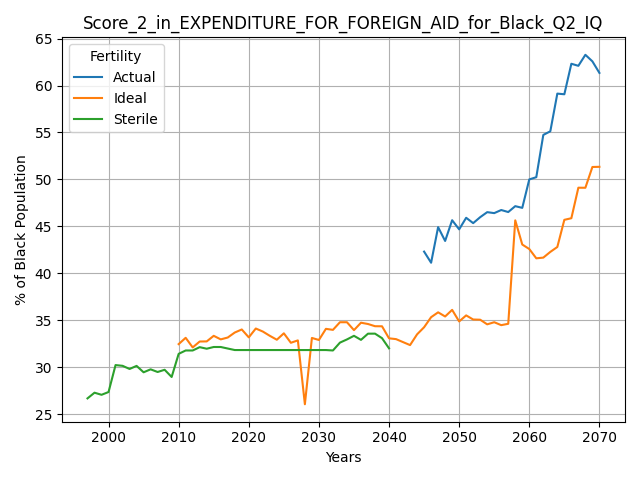 Score_2_in_EXPENDITURE_FOR_FOREIGN_AID_for_Black_Q2_IQ
Fertility
Actual
Ideal
Sterile
% of Black Population
65
60
55
50
45
40
35
30
25
2000 2010 2020 2030 2040 2050 2060 2070
Years